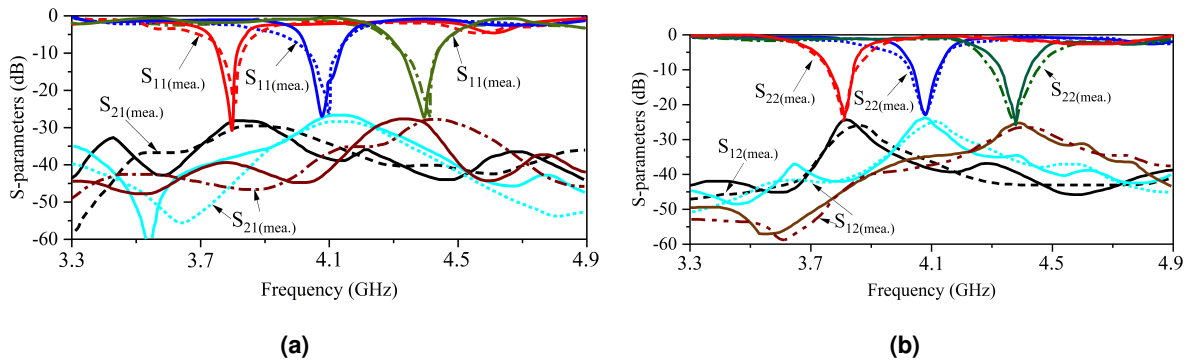 0
-10
-20
-30
-40
-50
-60
3.3 3.7 4.1 4.5 4.9
S-parameters (dB)
Frequency (GHz)
S11(mea.)
S11(mea.)
S11(mea.)
S21(mea.)
S21(mea.)
(a)
0
-10
-20
-30
-40
-50
-60
3.3 3.7 4.1 4.5 4.9
S-parameters (dB)
Frequency (GHz)
S22(mea.)
S22(mea.)
S22(mea.)
S12(mea.)
S12(mea.)
(b)